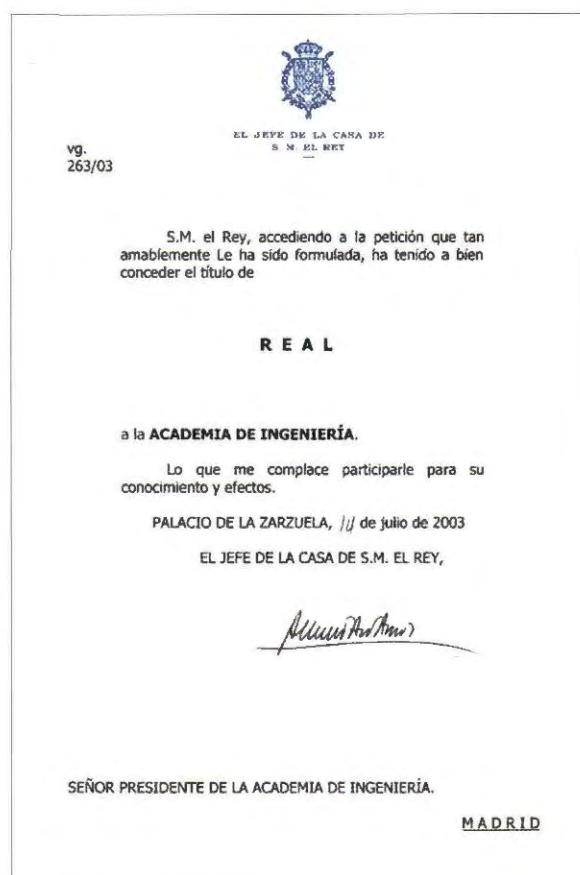 EL JEFE DE LA CASA DE
S. M. EL REY
vg.
263/03
S.M. el Rey, accediendo a la petición que tan
amablemente Le ha sido formulada, ha tenido a bien
conceder el título de
REAL
a la ACADEMIA DE INGENIERÍA.
Lo que me complace participarle para su
conocimiento y efectos.
PALACIO DE LA ZARZUELA, de julio de 2003
EL JEFE DE LA CASA DE S.M. EL REY,
SEÑOR PRESIDENTE DE LA ACADEMIA DE INGENIERÍA.
MADRID